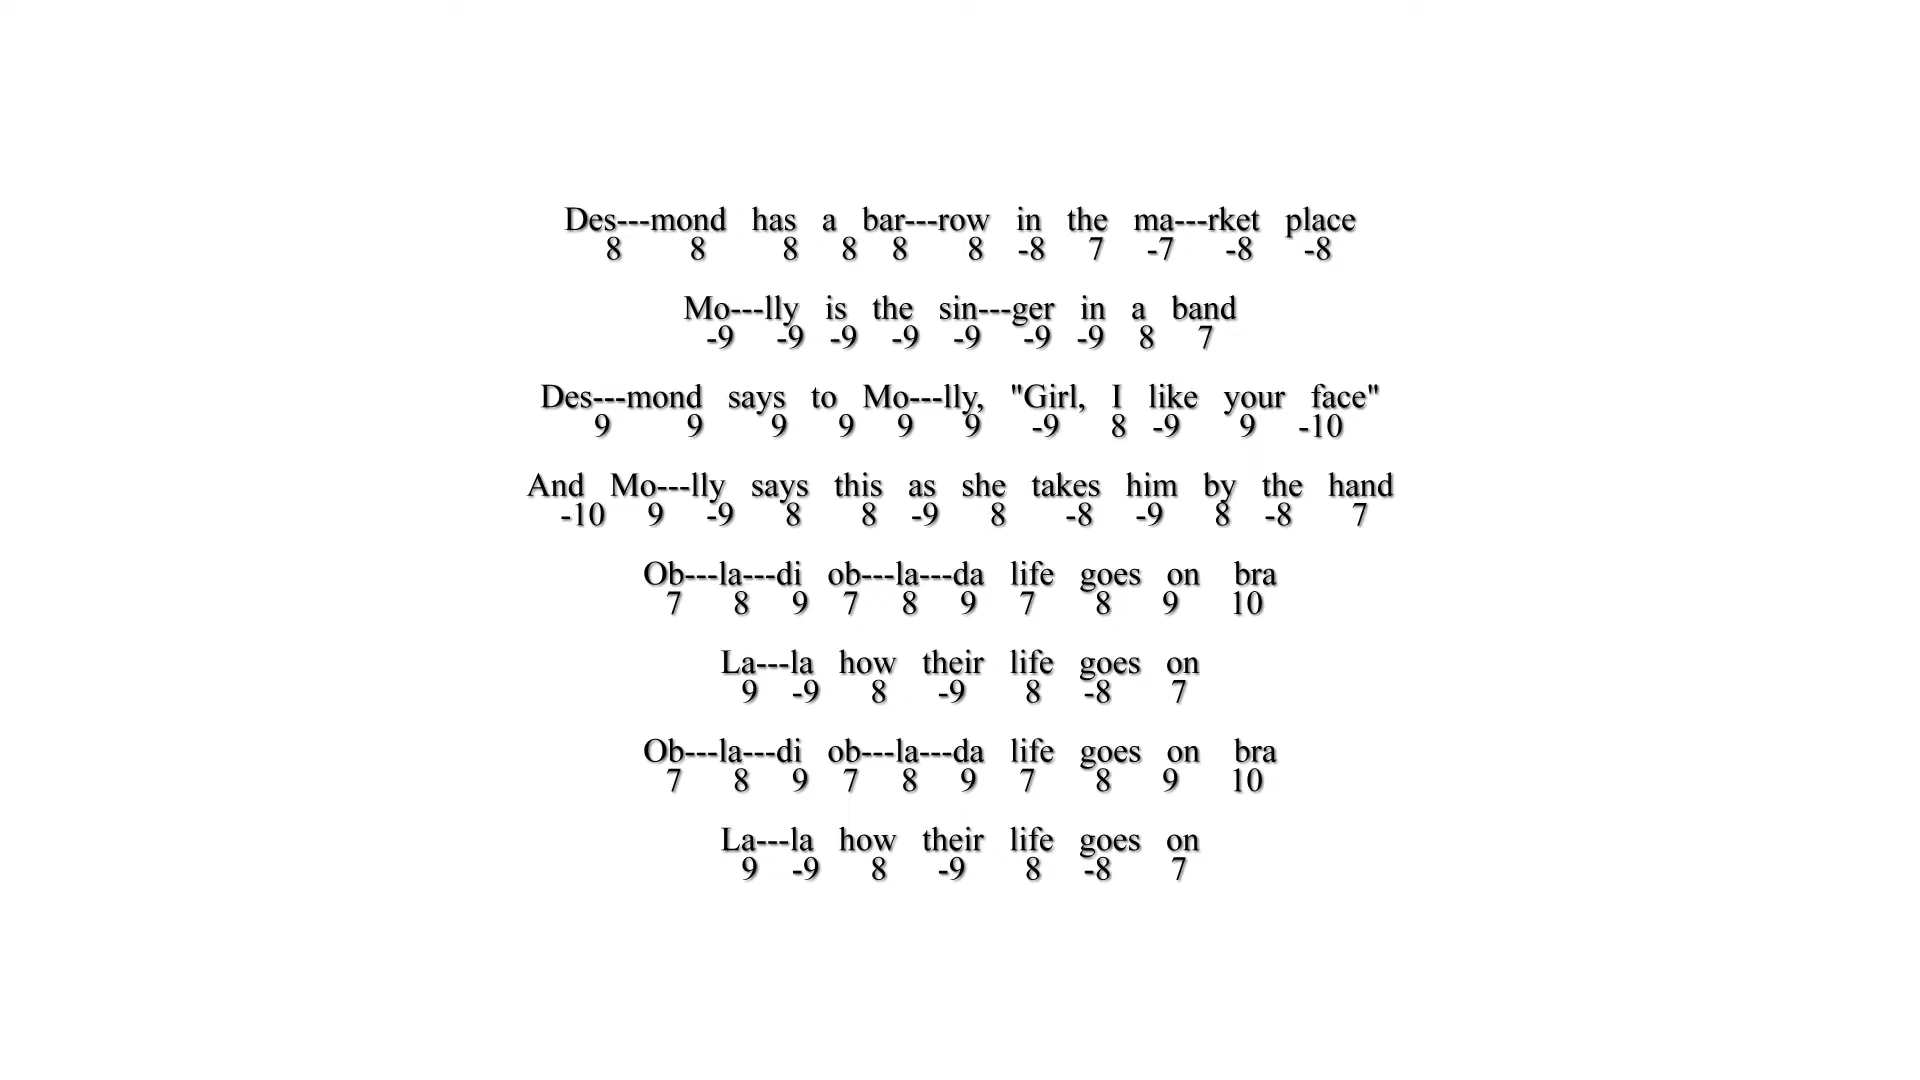 Des---mond has a bar---row in the ma---rket place
8 8 8 8 8 8 -8 7 -7 -8 -8
Mo---lly is the sin---ger in a band
-9 -9 -9 -9 -9 -9 -9 8 7
Des---mond says to Mo---lly, "Girl, I like your face"
9 9 9 9 9 9 -9 8 -9 9 -10
And Mo---lly says this as she takes him by the hand
-10 9 -9 8 8 -9 8 -8 -9 8 -8 7
Ob---la---di ob---la---da life goes on bra
7 8 9 7 8 9 7 8 9 10
La---la how their life goes on
9 -9 8 -9 8 -8 7
Ob---la---di ob---la---da life goes on bra
7 8 9 7 8 9 7 8 9 10
La---la how their life goes on
9 -9 8 -9 8 -8 7